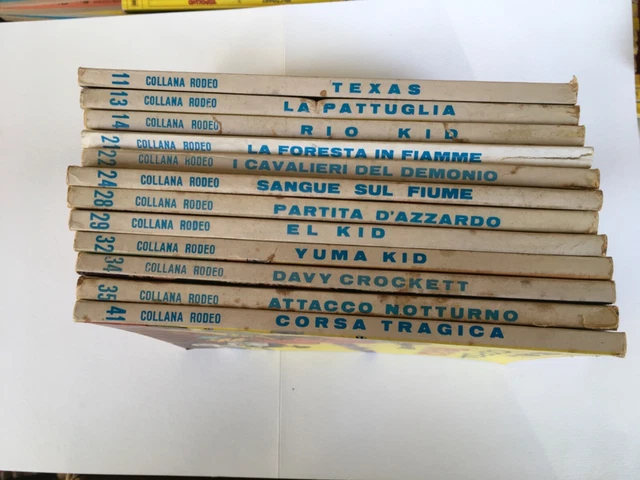 11 COLLANA RODEO TEXAS
13 COLLANA RODEO LA PATTUGLIA
14 COLLANA RODEO RIO KID
21 COLLANA RODEO LA FORESTA IN FIAMME
22 COLLANA RODEO I CAVALIERI DEL DEMONIO
24 COLLANA RODEO SANGUE SUL FIUME
28 COLLANA RODEO PARTITA D'AZZARDO
29 COLLANA RODEO EL KID
32 COLLANA RODEO YUMA KID
34 COLLANA RODEO DAVY CROCKETT
35 COLLANA RODEO ATTACCO NOTTURNO
41 COLLANA RODEO CORSA TRAGICA